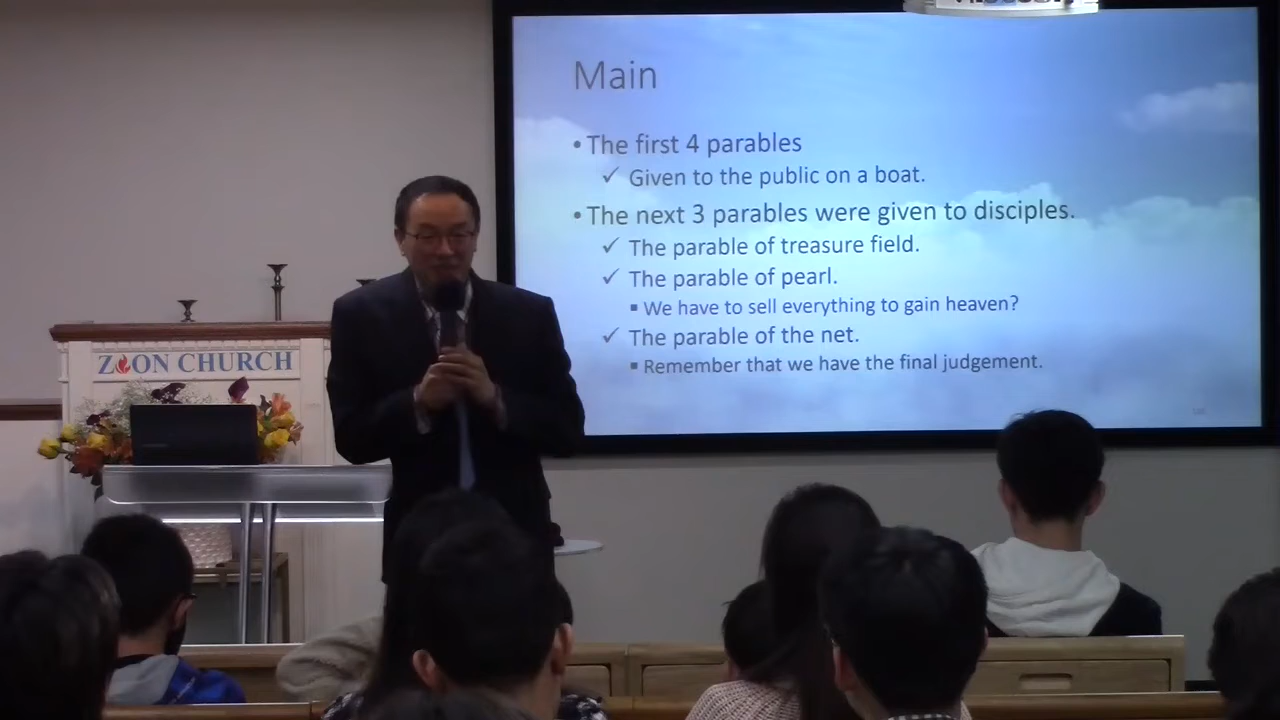 Main
• The first 4 parables
✓ Given to the public on a boat.
• The next 3 parables were given to disciples.
✓ The parable of treasure field.
✓ The parable of pearl.
▪ We have to sell everything to gain heaven?
✓ The parable of the net.
▪ Remember that we have the final judgement.
ZION CHURCH